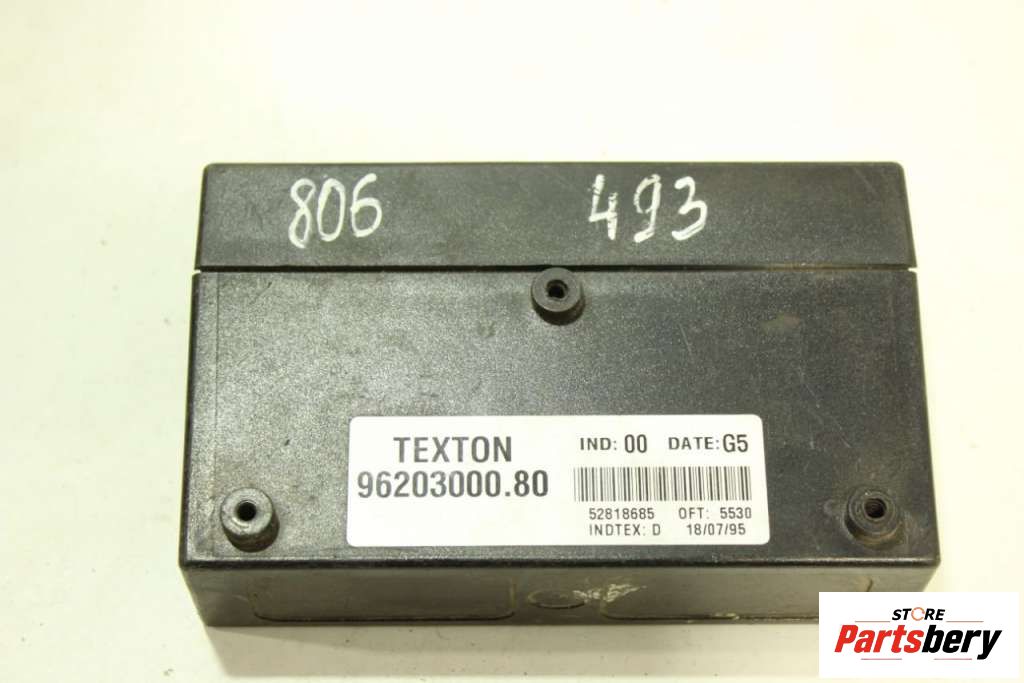 806 493
TEXTON IND: 00 DATE: G5
96203000.80
52818685 OFT: 5530
INDTEX: D 18/07/95
STORE
Partsbery